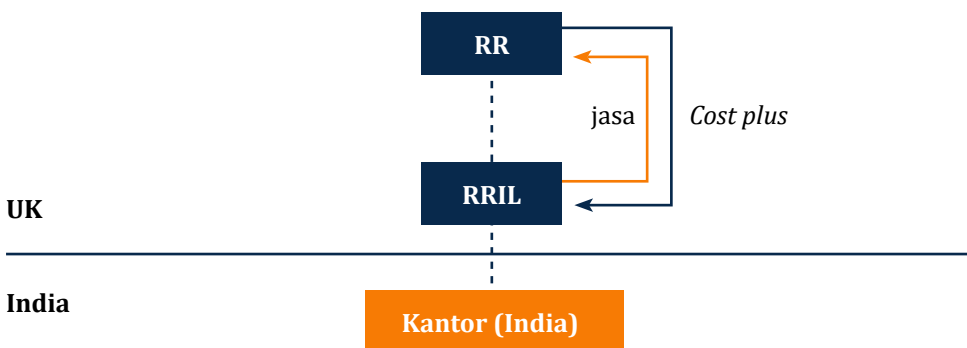 RR
jasa
Cost plus
RRIL
UK
India
Kantor (India)